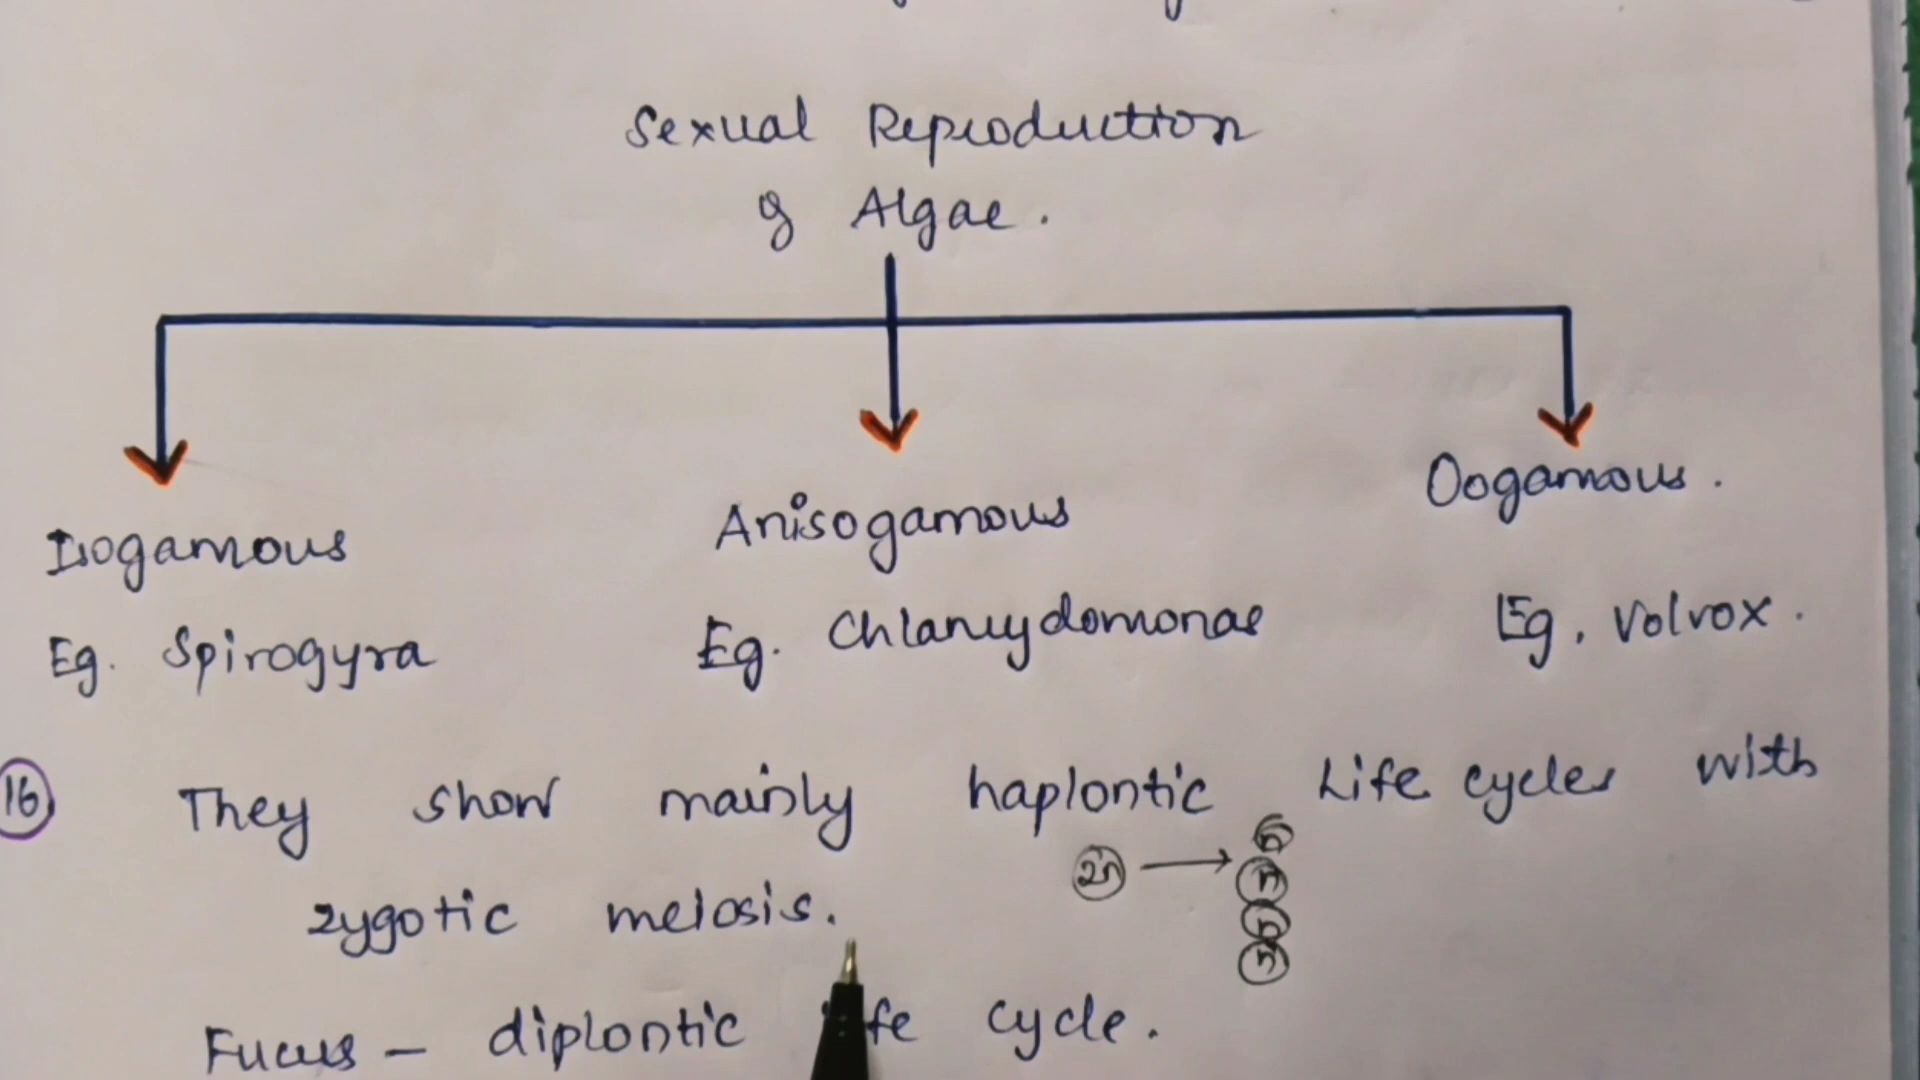 Sexual Reproduction
of Algae.
Isogamous
Anisogamous
Oogamous.
Eg. Spirogyra
Eg. Chlamydomonas
Eg. Volvox.
16 They show mainly haplontic Life cycles with
2n → n n n n
zygotic meiosis.
Fucus - diplontic life cycle.